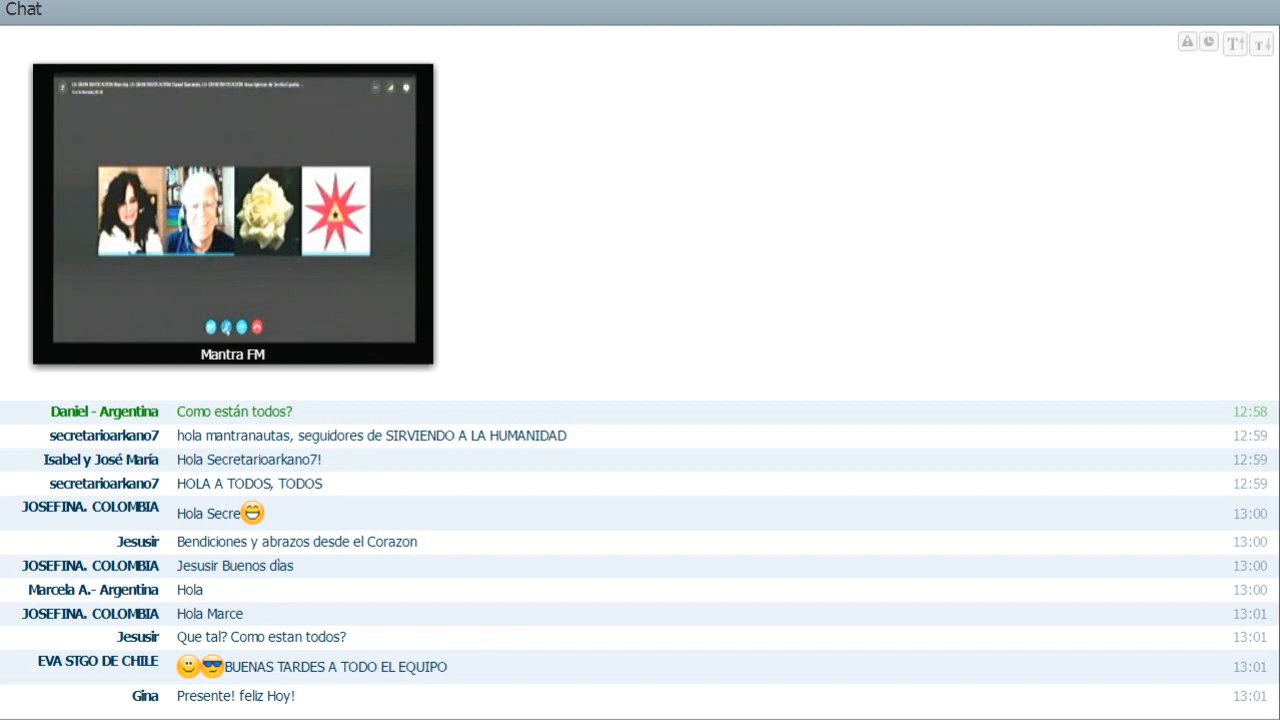 Chat
T T
LA GRAN INVOCACION
Mantra FM
Daniel - Argentina Como están todos? 12:58
secretarioarkano7 hola mantranautas, seguidores de SIRVIENDO A LA HUMANIDAD 12:59
Isabel y José María Hola Secretarioarkano7! 12:59
secretarioarkano7 HOLA A TODOS, TODOS 12:59
JOSEFINA. COLOMBIA Hola Secre 13:00
Jesusir Bendiciones y abrazos desde el Corazon 13:00
JOSEFINA. COLOMBIA Jesusir Buenos dìas 13:00
Marcela A.- Argentina Hola 13:00
JOSEFINA. COLOMBIA Hola Marce 13:01
Jesusir Que tal? Como estan todos? 13:01
EVA STGO DE CHILE BUENAS TARDES A TODO EL EQUIPO 13:01
Gina Presente! feliz Hoy! 13:01